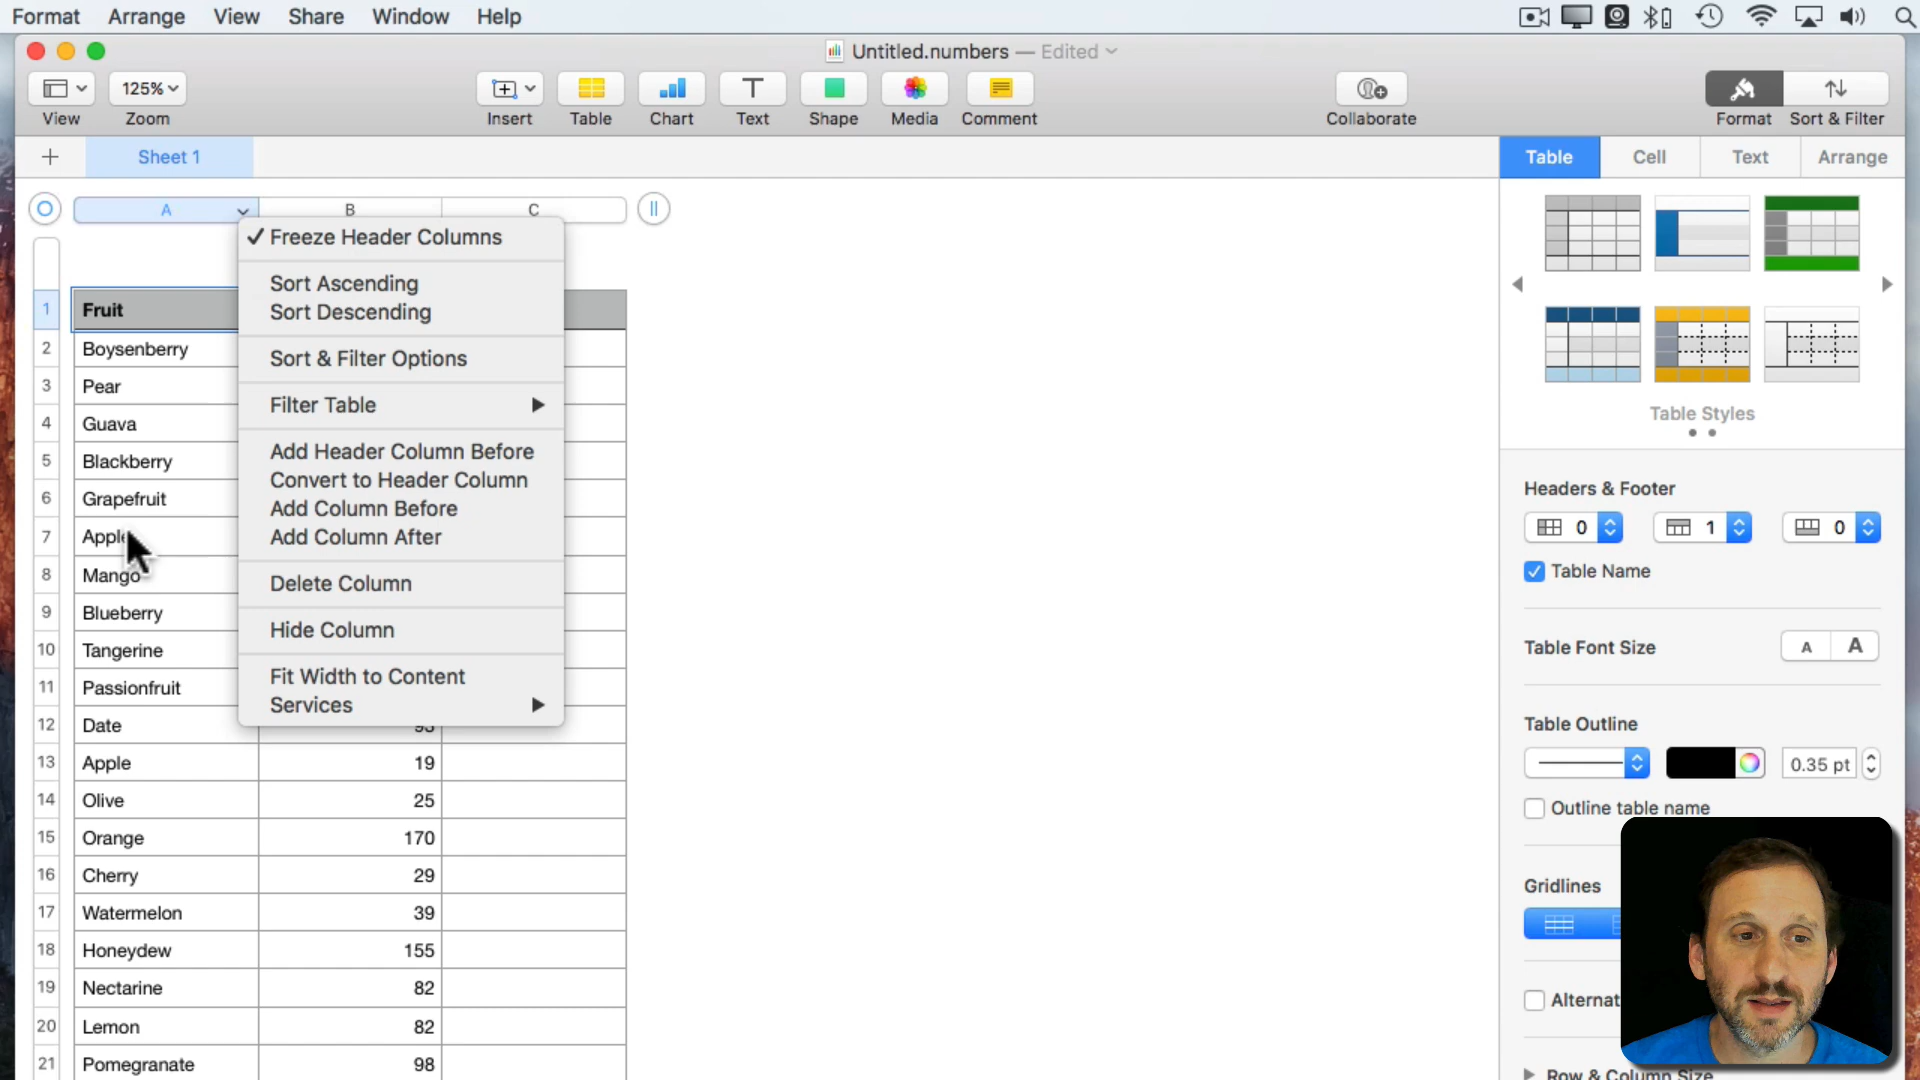 Format Arrange View Share Window Help
Untitled.numbers — Edited
125%
View Zoom Insert Table Chart Text Shape Media Comment Collaborate Format Sort & Filter
Sheet 1
Table Cell Text Arrange
A B C
Freeze Header Columns
Sort Ascending
Sort Descending
Sort & Filter Options
Filter Table
Add Header Column Before
Convert to Header Column
Add Column Before
Add Column After
Delete Column
Hide Column
Fit Width to Content
Services
1 Fruit
2 Boysenberry
3 Pear
4 Guava
5 Blackberry
6 Grapefruit
7 Apple
8 Mango
9 Blueberry
10 Tangerine
11 Passionfruit
12 Date
13 Apple 19
14 Olive 25
15 Orange 170
16 Cherry 29
17 Watermelon 39
18 Honeydew 155
19 Nectarine 82
20 Lemon 82
21 Pomegranate 98
Table Styles
Headers & Footer
0 1 0
Table Name
Table Font Size A A
Table Outline
0.35 pt
Outline table name
Gridlines
Alternat
Row & Column Size